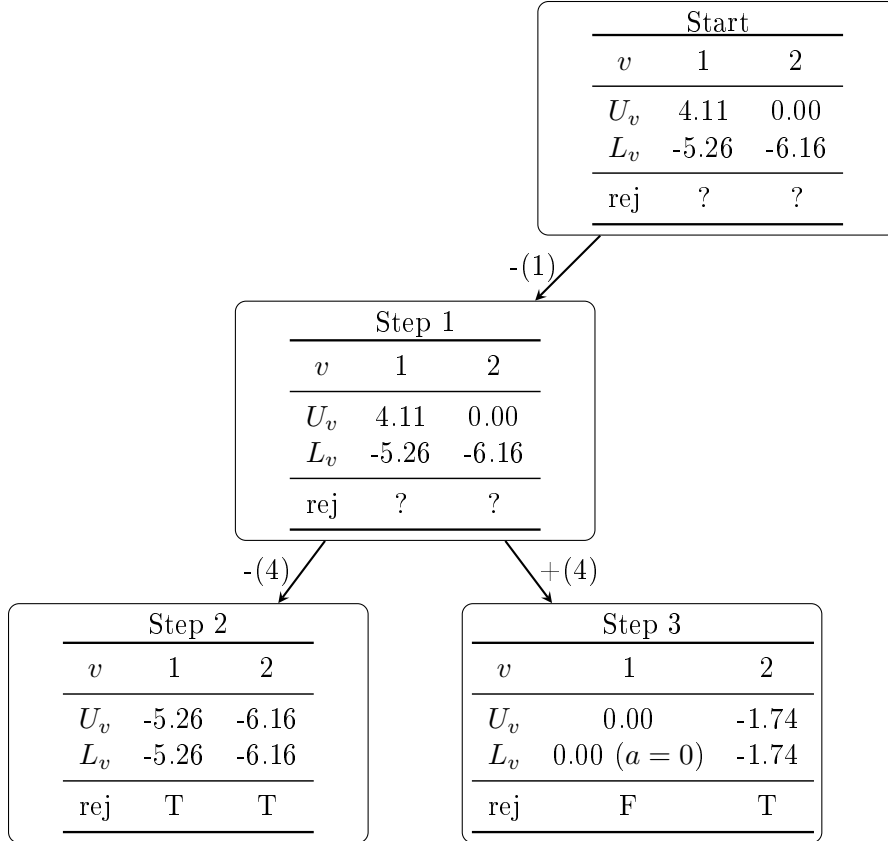 Start
v 1 2
U_v 4.11 0.00
L_v -5.26 -6.16
rej ? ?
-(1)
Step 1
v 1 2
U_v 4.11 0.00
L_v -5.26 -6.16
rej ? ?
-(4)
+(4)
Step 2
v 1 2
U_v -5.26 -6.16
L_v -5.26 -6.16
rej T T
Step 3
v 1 2
U_v 0.00 -1.74
L_v 0.00 (a = 0) -1.74
rej F T